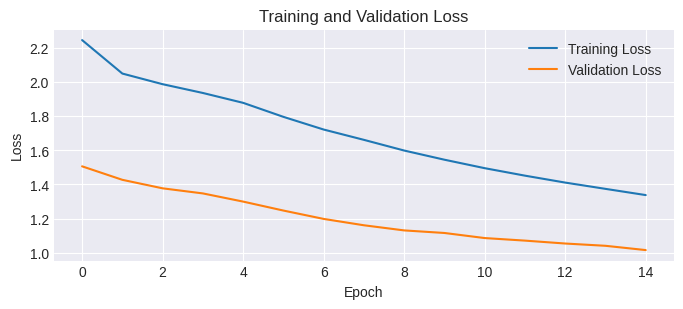 Training and Validation Loss
Training Loss
Validation Loss
2.2
2.0
1.8
1.6
1.4
1.2
1.0
Loss
0 2 4 6 8 10 12 14
Epoch